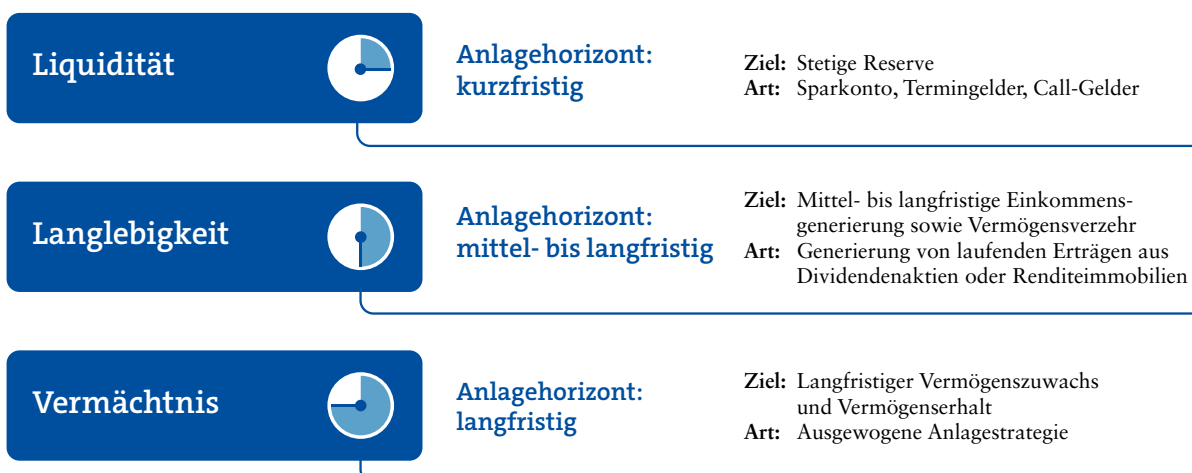 Liquidität
Anlagehorizont:
kurzfristig
Ziel: Stetige Reserve
Art: Sparkonto, Termingelder, Call-Gelder
Langlebigkeit
Anlagehorizont:
mittel- bis langfristig
Ziel: Mittel- bis langfristige Einkommens-
generierung sowie Vermögensverzehr
Art: Generierung von laufenden Erträgen aus
Dividendenaktien oder Renditeimmobilien
Vermächtnis
Anlagehorizont:
langfristig
Ziel: Langfristiger Vermögenszuwachs
und Vermögenserhalt
Art: Ausgewogene Anlagestrategie